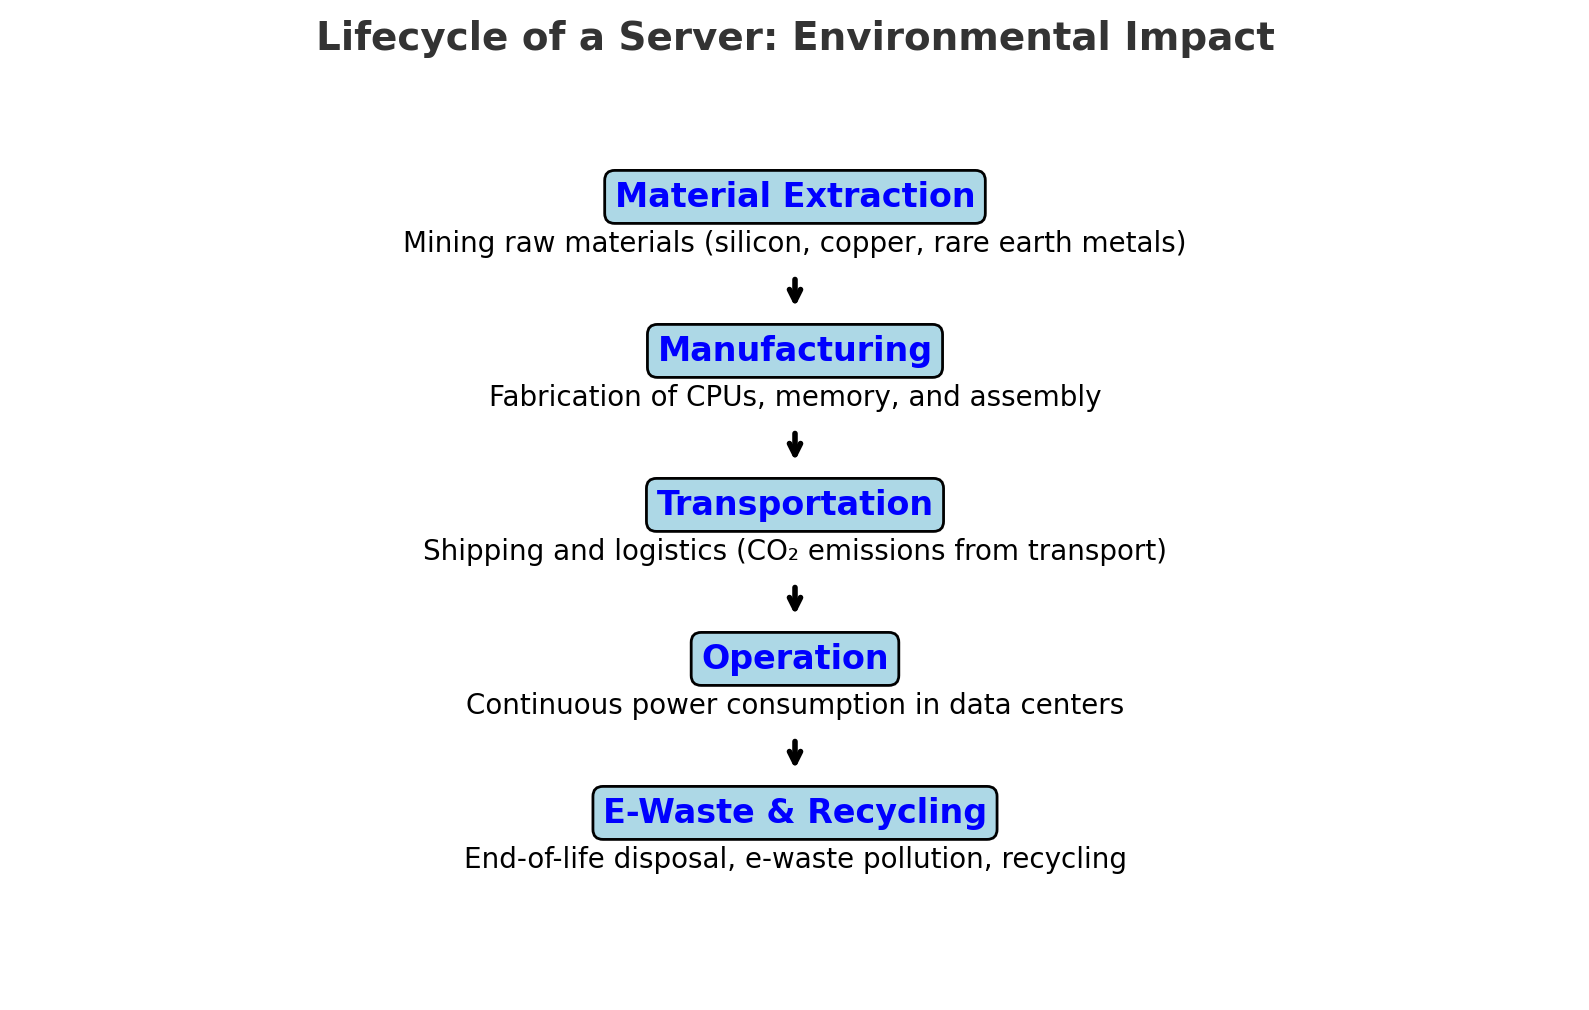 Lifecycle of a Server: Environmental Impact
Material Extraction
Mining raw materials (silicon, copper, rare earth metals)
Manufacturing
Fabrication of CPUs, memory, and assembly
Transportation
Shipping and logistics (CO₂ emissions from transport)
Operation
Continuous power consumption in data centers
E-Waste & Recycling
End-of-life disposal, e-waste pollution, recycling